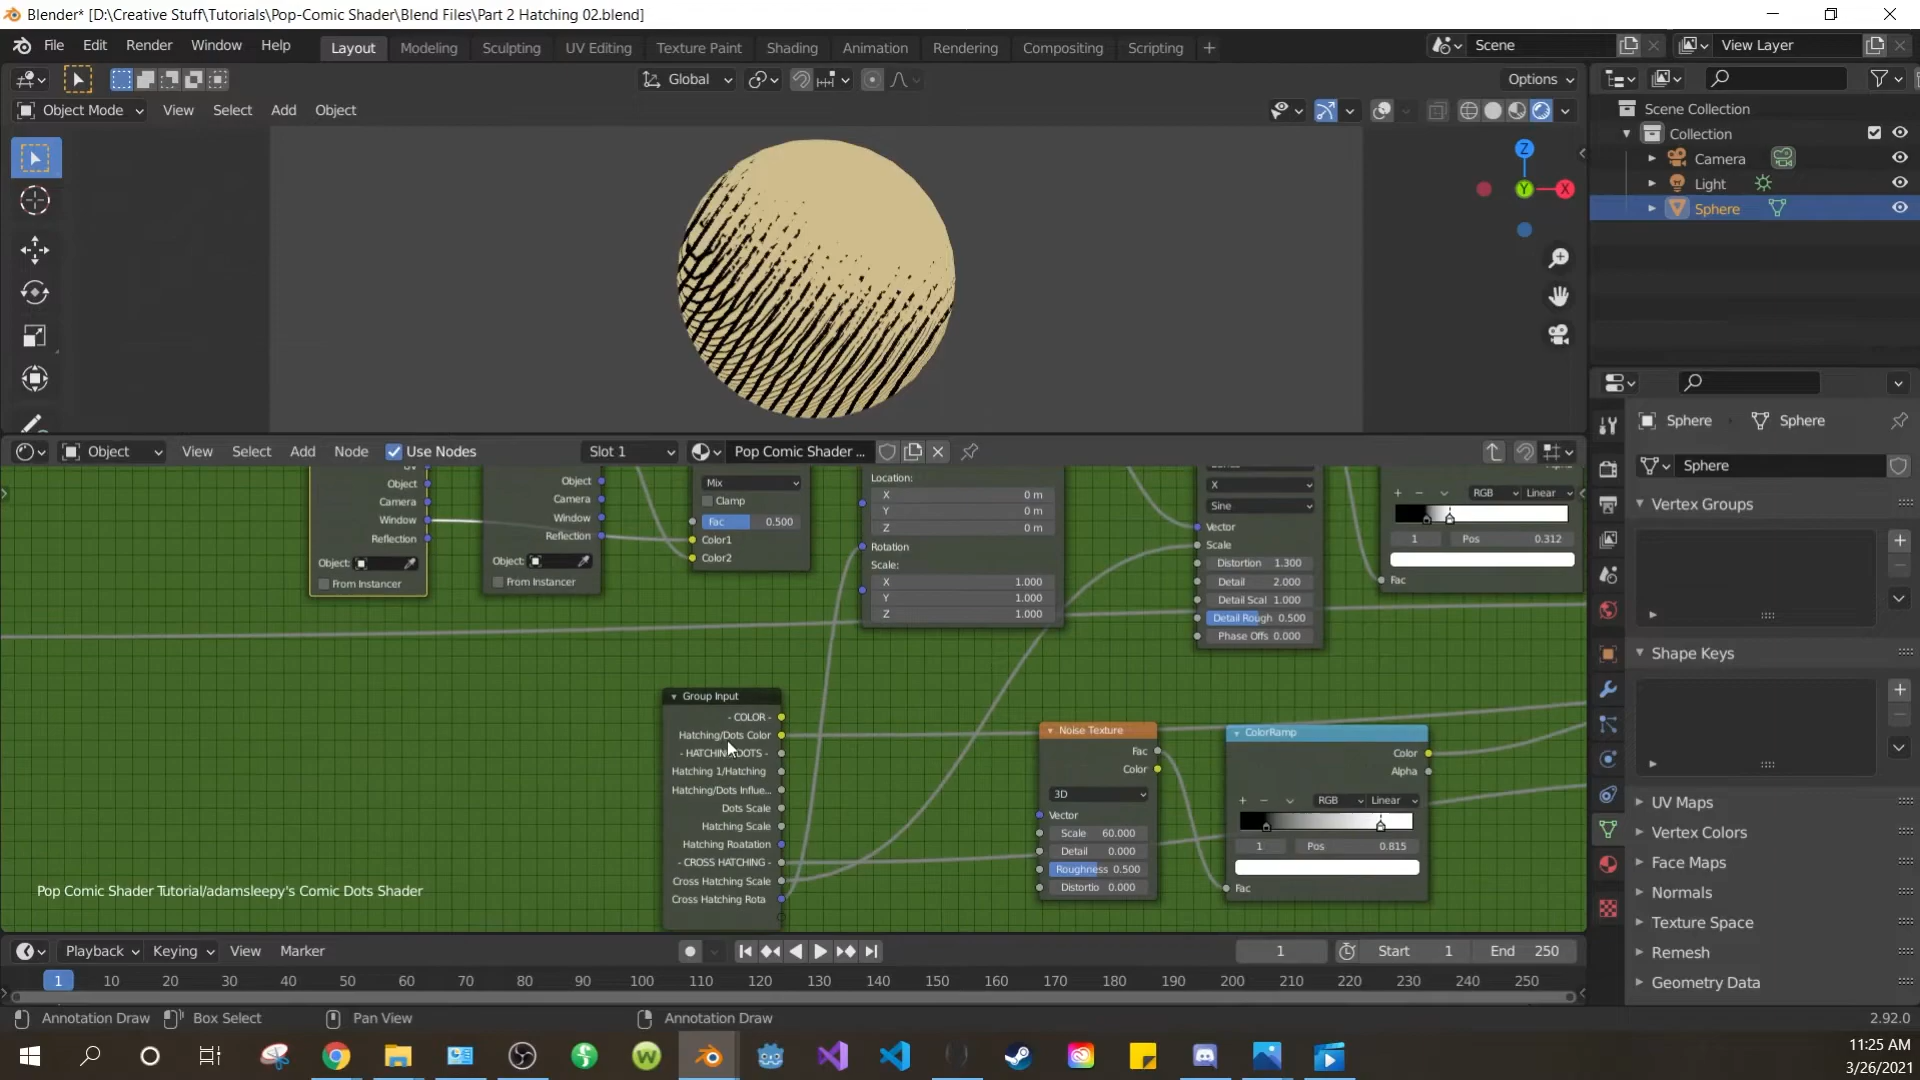 Blender* [D:\Creative Stuff\Tutorials\Pop-Comic Shader\Blend Files\Part 2 Hatching 02.blend]
File Edit Render Window Help Layout Modeling Sculpting UV Editing Texture Paint Shading Animation Rendering Compositing Scripting + Scene View Layer
Global Options
Object Mode View Select Add Object
Scene Collection
Collection
Camera
Light
Sphere
Z
Y X
Sphere Sphere
Sphere
Vertex Groups
Shape Keys
UV Maps
Vertex Colors
Face Maps
Normals
Texture Space
Remesh
Geometry Data
Object View Select Add Node Use Nodes Slot 1 Pop Comic Shader ...
Object
Camera
Window
Reflection
Object:
From Instancer
Object
Camera
Window
Reflection
Object:
From Instancer
Mix
Clamp
Fac 0.500
Color1
Color2
Location:
X 0 m
Y 0 m
Z 0 m
Rotation
Scale:
X 1.000
Y 1.000
Z 1.000
X
Sine
Vector
Scale
Distortion 1.300
Detail 2.000
Detail Scal 1.000
Detail Rough 0.500
Phase Offs 0.000
RGB Linear
1 Pos 0.312
Fac
Group Input
- COLOR -
Hatching/Dots Color
Hatching 1/Hatching
Hatching/Dots Influe...
Dots Scale
Hatching Scale
Hatching Roatation
- CROSS HATCHING -
Cross Hatching Scale
Cross Hatching Rota
Noise Texture
Fac
Color
3D
Vector
Scale 60.000
Detail 0.000
Roughness 0.500
Distortio 0.000
ColorRamp
Color
Alpha
RGB Linear
1 Pos 0.815
Fac
Pop Comic Shader Tutorial/adamsleepy's Comic Dots Shader
Playback Keying View Marker 1 Start 1 End 250
1 10 20 30 40 50 60 70 80 90 100 110 120 130 140 150 160 170 180 190 200 210 220 230 240 250
Annotation Draw Box Select Pan View Annotation Draw 2.92.0
11:25 AM
3/26/2021